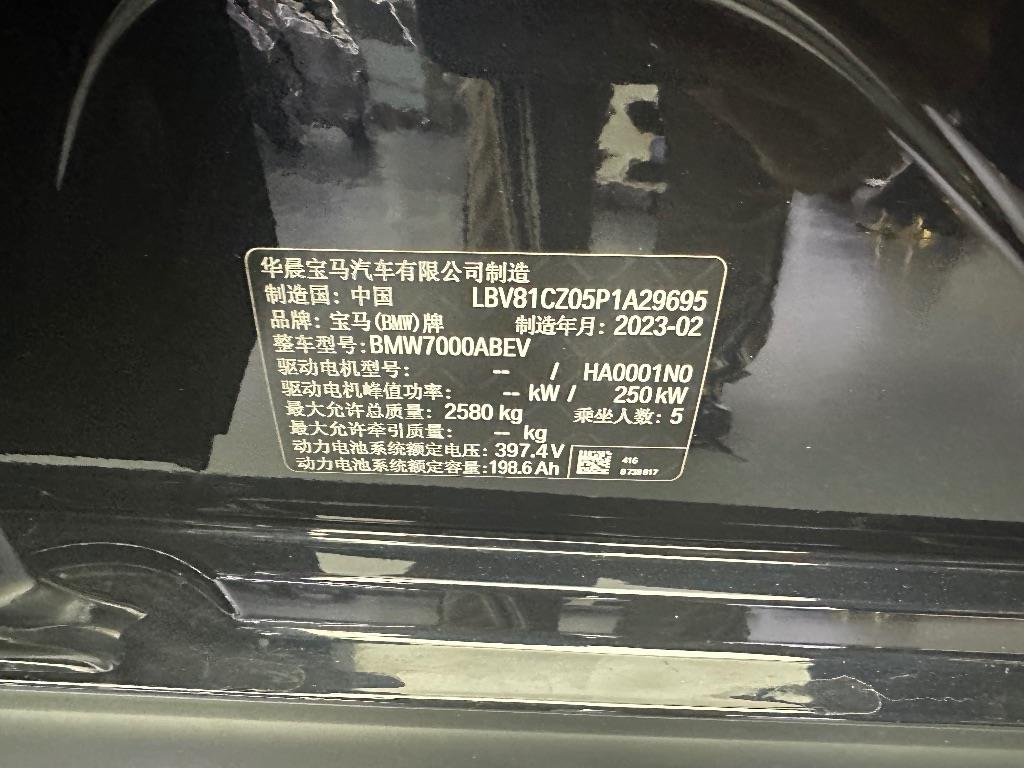 华晨宝马汽车有限公司制造
制造国：中国 LBV81CZ05P1A29695
品牌：宝马(BMW)牌 制造年月：2023-02
整车型号：BMW7000ABEV
驱动电机型号： -- / HA0001N0
驱动电机峰值功率： -- kW / 250 kW
最大允许总质量：2580 kg 乘坐人数：5
最大允许牵引质量： -- kg
动力电池系统额定电压：397.4V
动力电池系统额定容量：198.6Ah
416
8738817